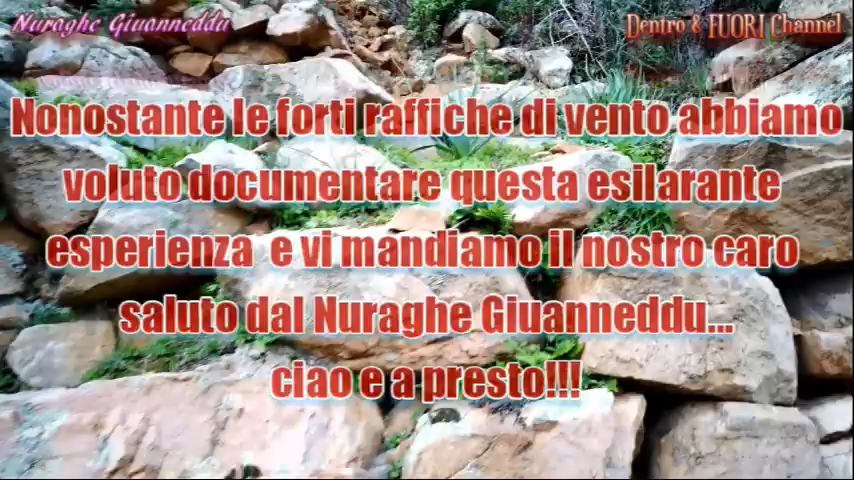 Nuraghe Giuanneddu
Dentro & FUORI Channel
Nonostante le forti raffiche di vento abbiamo
voluto documentare questa esilarante
esperienza e vi mandiamo il nostro caro
saluto dal Nuraghe Giuanneddu...
ciao e a presto!!!